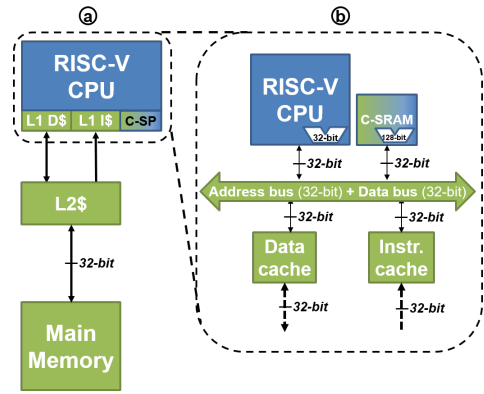 ⓐ
ⓑ
RISC-V
CPU
L1 D$ L1 I$ C-SP
L2$
32-bit
Main
Memory
RISC-V
CPU
32-bit
C-SRAM
128-bit
32-bit
32-bit
Address bus (32-bit) + Data bus (32-bit)
32-bit
32-bit
Data
cache
Instr.
cache
32-bit
32-bit